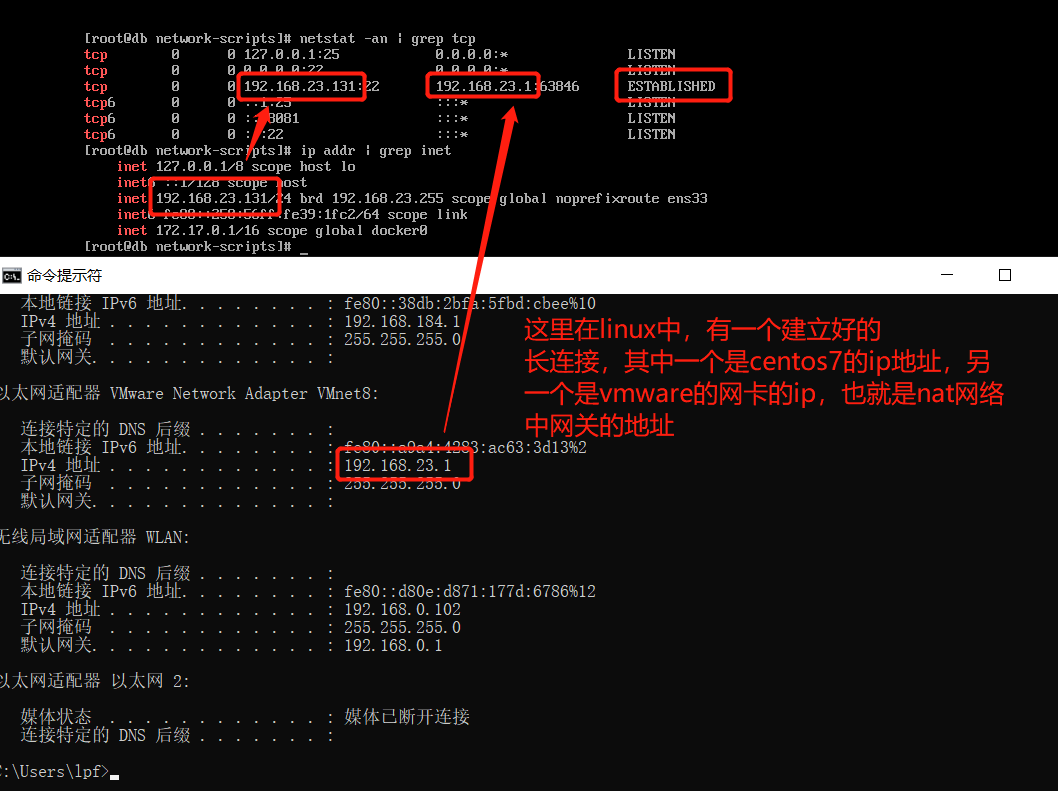 [root@db network-scripts]# netstat -an | grep tcp
tcp 0 0 127.0.0.1:25 0.0.0.0:* LISTEN
tcp 0 0 0.0.0.0:22 0.0.0.0:* LISTEN
tcp 0 0 192.168.23.131:22 192.168.23.1:63846 ESTABLISHED
tcp6 0 0 ::1:25 :::* LISTEN
tcp6 0 0 :::8081 :::* LISTEN
tcp6 0 0 :::22 :::* LISTEN
[root@db network-scripts]# ip addr | grep inet
inet 127.0.0.1/8 scope host lo
inet6 ::1/128 scope host
inet 192.168.23.131/24 brd 192.168.23.255 scope global noprefixroute ens33
inet6 fe80::250:56ff:fe39:1fc2/64 scope link
inet 172.17.0.1/16 scope global docker0
[root@db network-scripts]# _
命令提示符
本地链接 IPv6 地址. . . . . . . . : fe80::38db:2bfa:5fbd:cbee%10
IPv4 地址 . . . . . . . . . . . . : 192.168.184.1
子网掩码 . . . . . . . . . . . . : 255.255.255.0
默认网关. . . . . . . . . . . . . :
这里在linux中，有一个建立好的
长连接，其中一个是centos7的ip地址，另
一个是vmware的网卡的ip，也就是nat网络
中网关的地址
以太网适配器 VMware Network Adapter VMnet8:
连接特定的 DNS 后缀 . . . . . . . :
本地链接 IPv6 地址. . . . . . . . : fe80::a9a4:4283:ac63:3d13%2
IPv4 地址 . . . . . . . . . . . . : 192.168.23.1
子网掩码 . . . . . . . . . . . . : 255.255.255.0
默认网关. . . . . . . . . . . . . :
无线局域网适配器 WLAN:
连接特定的 DNS 后缀 . . . . . . . :
本地链接 IPv6 地址. . . . . . . . : fe80::d80e:d871:177d:6786%12
IPv4 地址 . . . . . . . . . . . . : 192.168.0.102
子网掩码 . . . . . . . . . . . . : 255.255.255.0
默认网关. . . . . . . . . . . . . : 192.168.0.1
以太网适配器 以太网 2:
媒体状态 . . . . . . . . . . . . : 媒体已断开连接
连接特定的 DNS 后缀 . . . . . . . :
C:\Users\lpf>